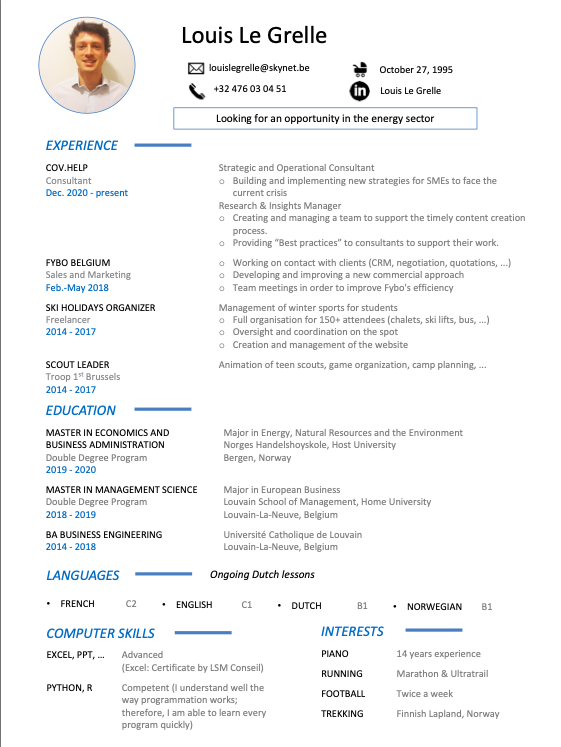 Louis Le Grelle
louislegrelle@skynet.be
October 27, 1995
+32 476 03 04 51
in
Louis Le Grelle
Looking for an opportunity in the energy sector
EXPERIENCE
COV.HELP
Consultant
Dec. 2020 - present
Strategic and Operational Consultant
o Building and implementing new strategies for SMEs to face the
current crisis
Research & Insights Manager
o Creating and managing a team to support the timely content creation
process.
o Providing “Best practices” to consultants to support their work.
FYBO BELGIUM
Sales and Marketing
Feb.-May 2018
o Working on contact with clients (CRM, negotiation, quotations, …)
o Developing and improving a new commercial approach
o Team meetings in order to improve Fybo's efficiency
SKI HOLIDAYS ORGANIZER
Freelancer
2014 - 2017
Management of winter sports for students
o Full organisation for 150+ attendees (chalets, ski lifts, bus, …)
o Oversight and coordination on the spot
o Creation and management of the website
SCOUT LEADER
Troop 1st Brussels
2014 - 2017
Animation of teen scouts, game organization, camp planning, …
EDUCATION
MASTER IN ECONOMICS AND
BUSINESS ADMINISTRATION
Double Degree Program
2019 - 2020
Major in Energy, Natural Resources and the Environment
Norges Handelshoyskole, Host University
Bergen, Norway
MASTER IN MANAGEMENT SCIENCE
Double Degree Program
2018 - 2019
Major in European Business
Louvain School of Management, Home University
Louvain-La-Neuve, Belgium
BA BUSINESS ENGINEERING
2014 - 2018
Université Catholique de Louvain
Louvain-La-Neuve, Belgium
LANGUAGES
Ongoing Dutch lessons
• FRENCH C2 • ENGLISH C1 • DUTCH B1 • NORWEGIAN B1
COMPUTER SKILLS
EXCEL, PPT, … Advanced
(Excel: Certificate by LSM Conseil)
PYTHON, R Competent (I understand well the
way programmation works;
therefore, I am able to learn every
program quickly)
INTERESTS
PIANO 14 years experience
RUNNING Marathon & Ultratrail
FOOTBALL Twice a week
TREKKING Finnish Lapland, Norway